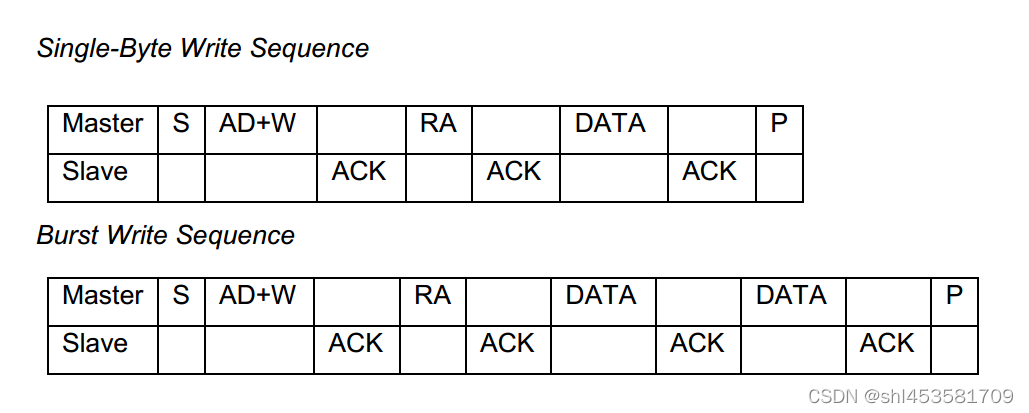 Single-Byte Write Sequence
Master S AD+W RA DATA P
Slave ACK ACK ACK
Burst Write Sequence
Master S AD+W RA DATA DATA P
Slave ACK ACK ACK ACK
CSDN @shl453581709